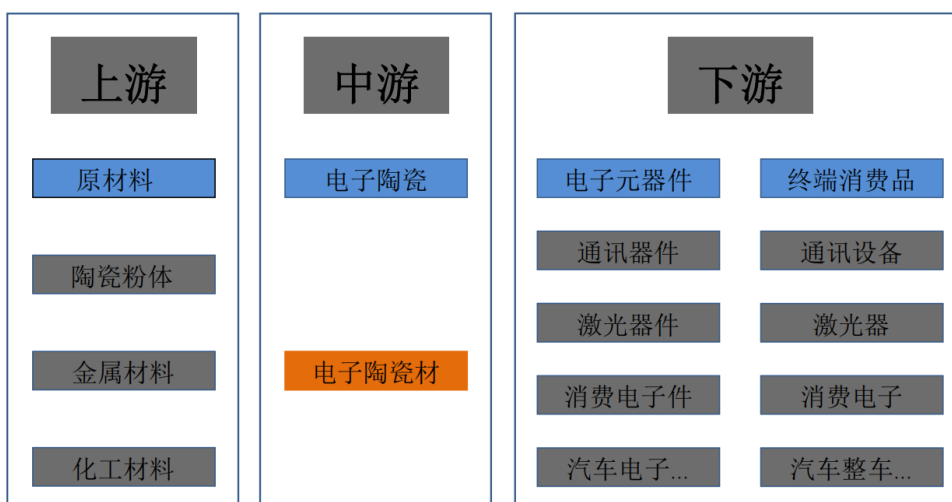 上游
原材料
陶瓷粉体
金属材料
化工材料
中游
电子陶瓷
电子陶瓷材
下游
电子元器件
终端消费品
通讯器件
通讯设备
激光器件
激光器
消费电子件
消费电子
汽车电子...
汽车整车...